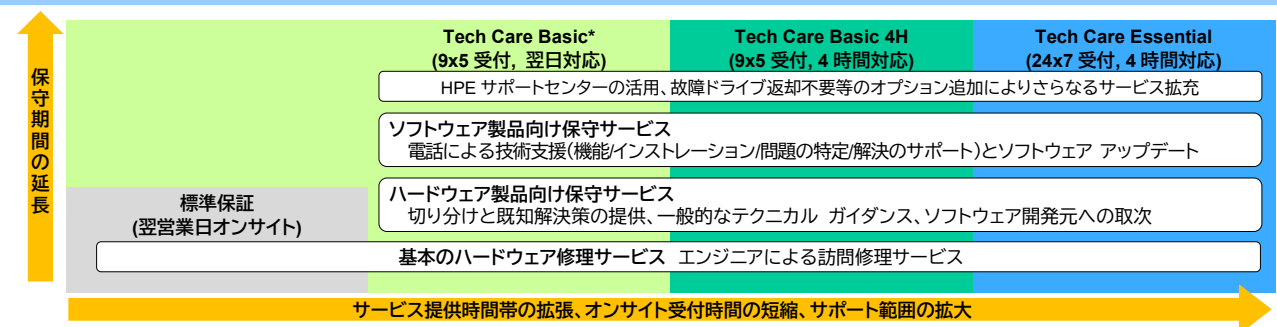 保守期間の延長
Tech Care Basic*
(9x5 受付, 翌日対応)
Tech Care Basic 4H
(9x5 受付, 4 時間対応)
Tech Care Essential
(24x7 受付, 4 時間対応)
HPE サポートセンターの活用、故障ドライブ返却不要等のオプション追加によりさらなるサービス拡充
ソフトウェア製品向け保守サービス
電話による技術支援(機能/インストレーション/問題の特定/解決のサポート)とソフトウェア アップデート
標準保証
(翌営業日オンサイト)
ハードウェア製品向け保守サービス
切り分けと既知解決策の提供、一般的なテクニカル ガイダンス、ソフトウェア開発元への取次
基本のハードウェア修理サービス エンジニアによる訪問修理サービス
サービス提供時間帯の拡張、オンサイト受付時間の短縮、サポート範囲の拡大